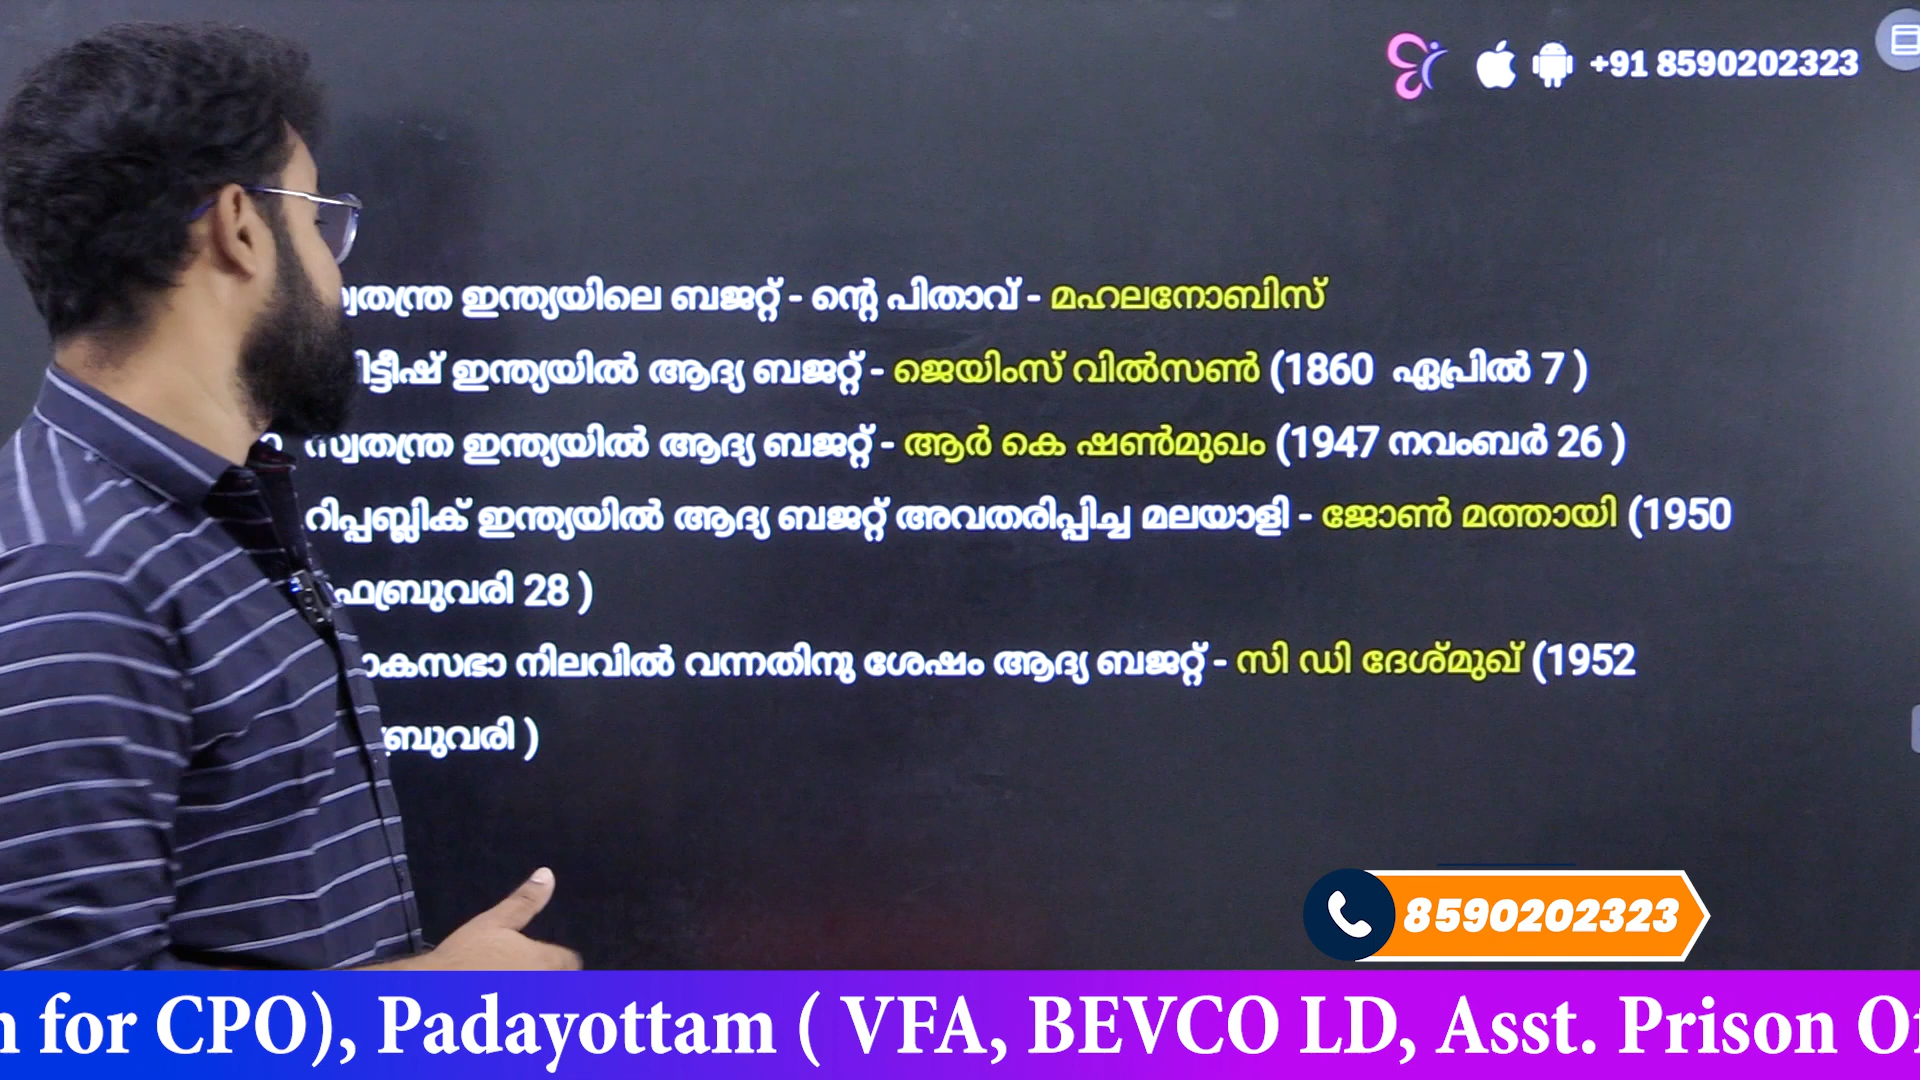 +91 8590202323
സ്വതന്ത്ര ഇന്ത്യയിലെ ബജറ്റ് - ന്റെ പിതാവ് - മഹലനോബിസ്
ഇന്ത്യയിൽ ആദ്യ ബജറ്റ് - ജെയിംസ് വിൽസൺ (1860 ഏപ്രിൽ 7 )
സ്വതന്ത്ര ഇന്ത്യയിൽ ആദ്യ ബജറ്റ് - ആർ കെ ഷൺമുഖം (1947 നവംബർ 26 )
റിപ്പബ്ലിക് ഇന്ത്യയിൽ ആദ്യ ബജറ്റ് അവതരിപ്പിച്ച മലയാളി - ജോൺ മത്തായി (1950
ഫെബ്രുവരി 28 )
നിലവിൽ വന്നതിനു ശേഷം ആദ്യ ബജറ്റ് - സി ഡി ദേശ്മുഖ് (1952
)
8590202323
for CPO), Padayottam ( VFA, BEVCO LD, Asst. Prison